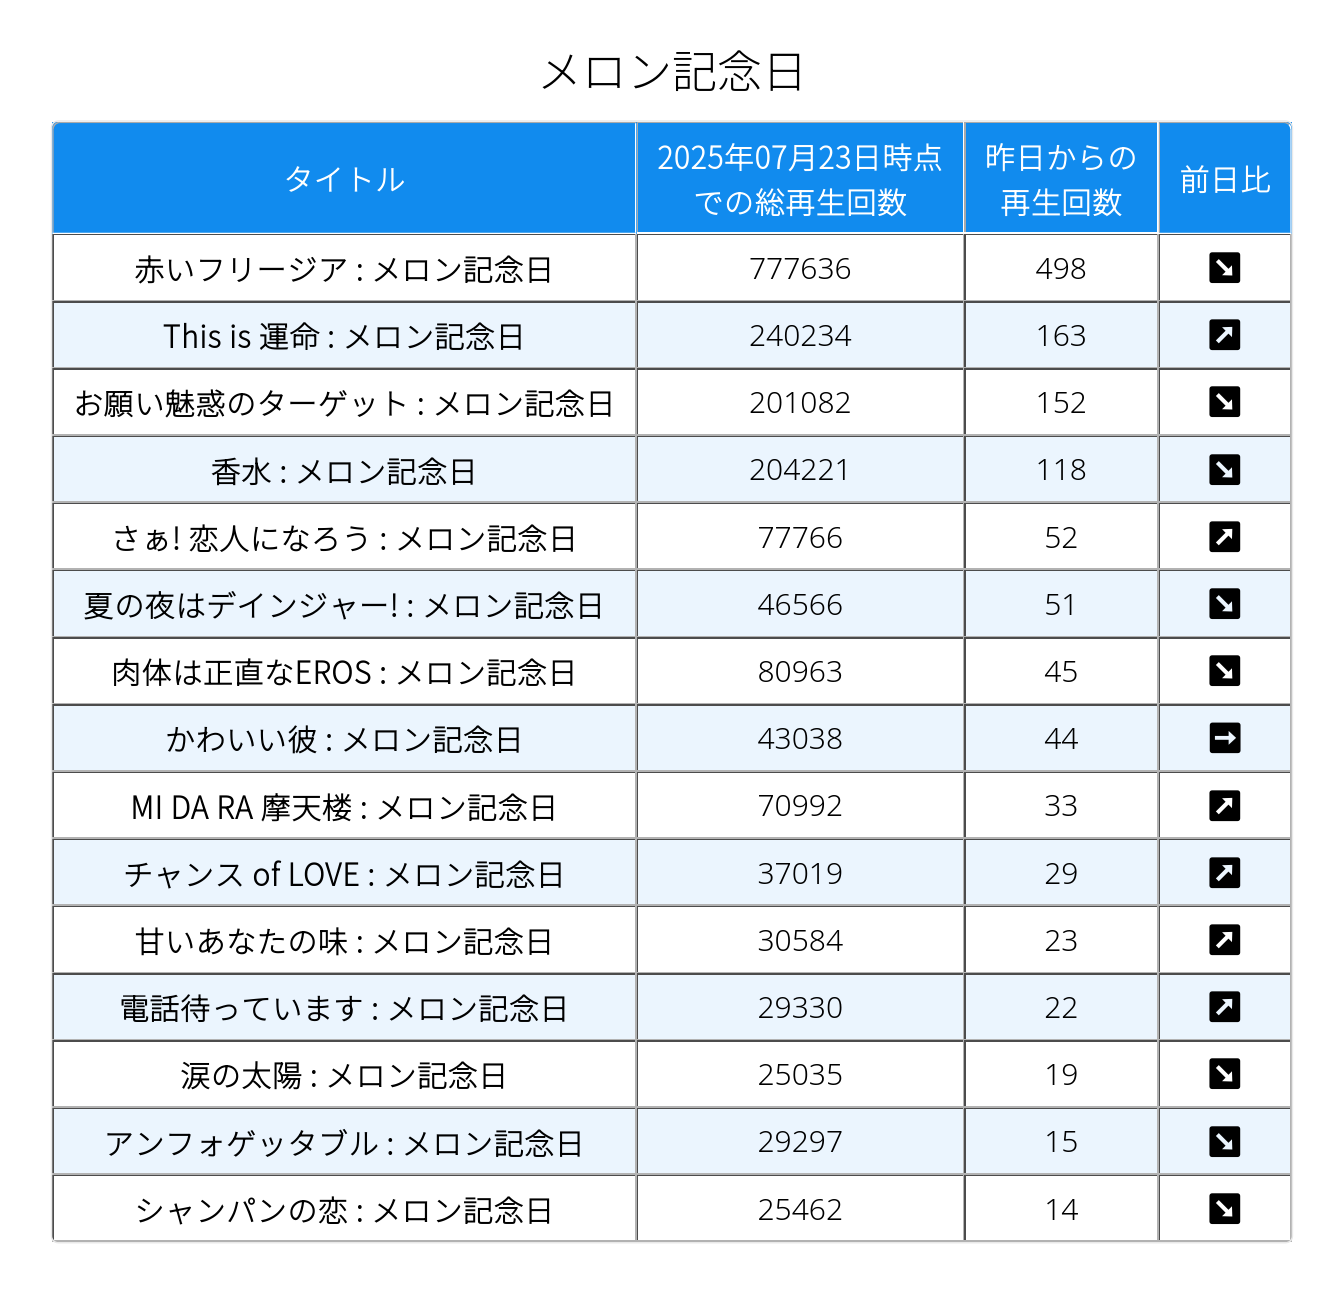 メロン記念日
タイトル 2025年07月23日時点での総再生回数 昨日からの再生回数 前日比
赤いフリージア : メロン記念日 777636 498 ↘
This is 運命 : メロン記念日 240234 163 ↗
お願い魅惑のターゲット : メロン記念日 201082 152 ↘
香水 : メロン記念日 204221 118 ↘
さぁ! 恋人になろう : メロン記念日 77766 52 ↗
夏の夜はデインジャー! : メロン記念日 46566 51 ↘
肉体は正直なEROS : メロン記念日 80963 45 ↘
かわいい彼 : メロン記念日 43038 44 →
MI DA RA 摩天楼 : メロン記念日 70992 33 ↗
チャンス of LOVE : メロン記念日 37019 29 ↗
甘いあなたの味 : メロン記念日 30584 23 ↗
電話待っています : メロン記念日 29330 22 ↗
涙の太陽 : メロン記念日 25035 19 ↘
アンフォゲッタブル : メロン記念日 29297 15 ↘
シャンパンの恋 : メロン記念日 25462 14 ↘